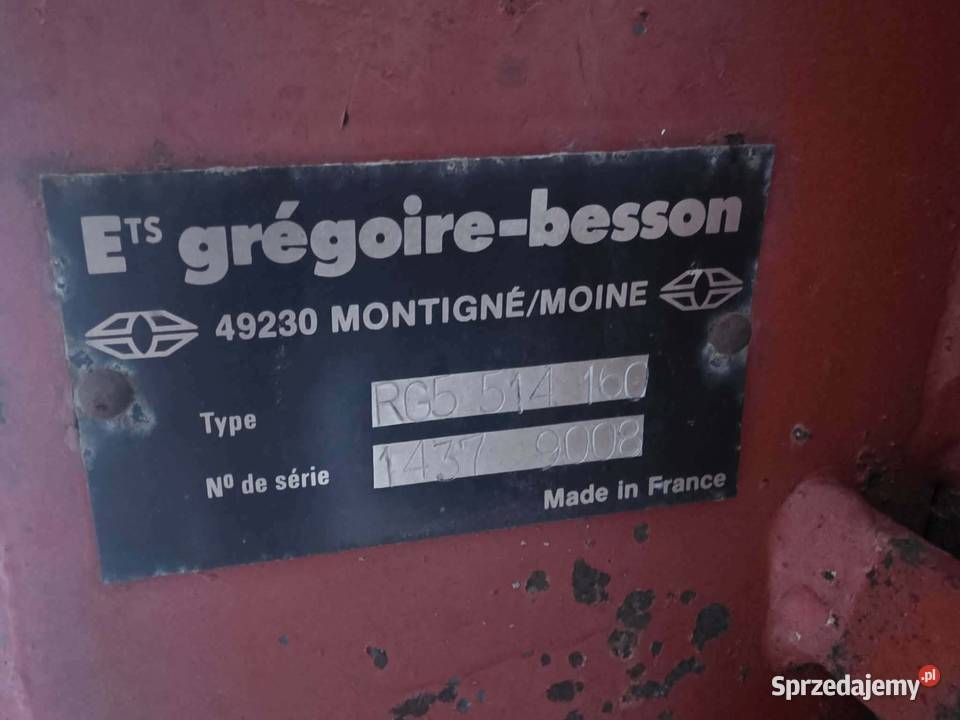 ETS grégoire-besson
49230 MONTIGNÉ/MOINE
Type RG5 514 160
Nº de série 1437 9008
Made in France
Sprzedajemy.pl